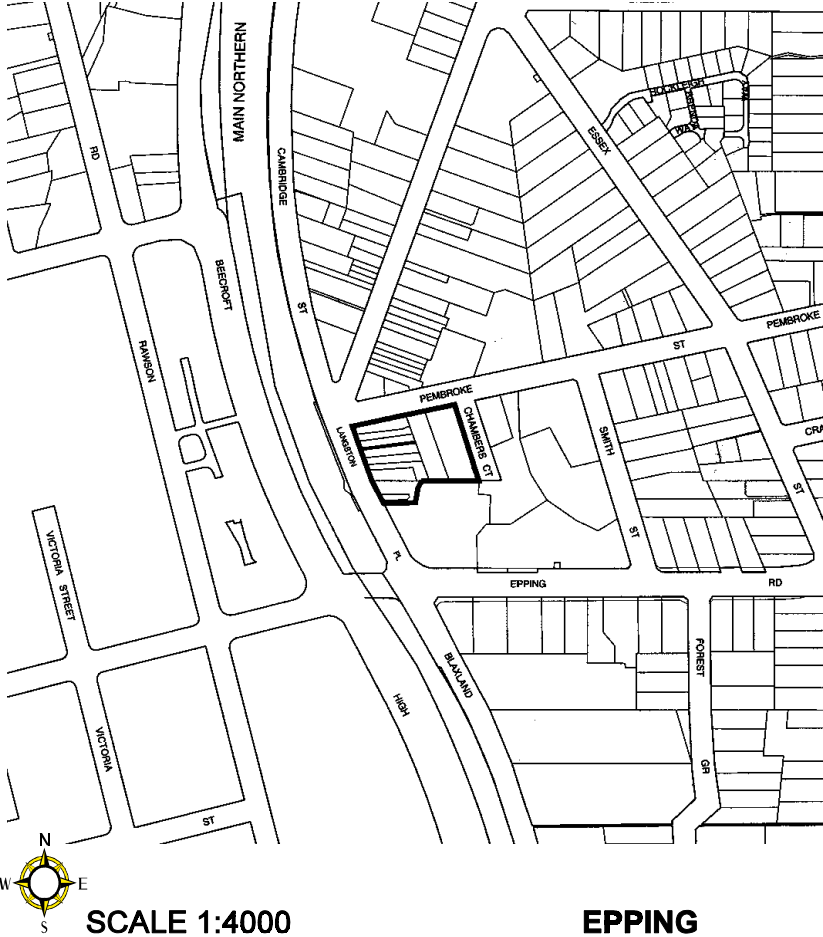 MAIN NORTHERN
RD
CAMBRIDGE
ST
BEECROFT
RAWSON
ESSEX
ROCKLEIGH
WAY
PEMBROKE
ST
PEMBROKE
CHAMBERS CT
LANGSTON
PL
SMITH
ST
CRA
ST
VICTORIA STREET
EPPING
RD
BLAXLAND
FOREST
GR
HIGH
VICTORIA
ST
N
W
E
S
SCALE 1:4000
EPPING